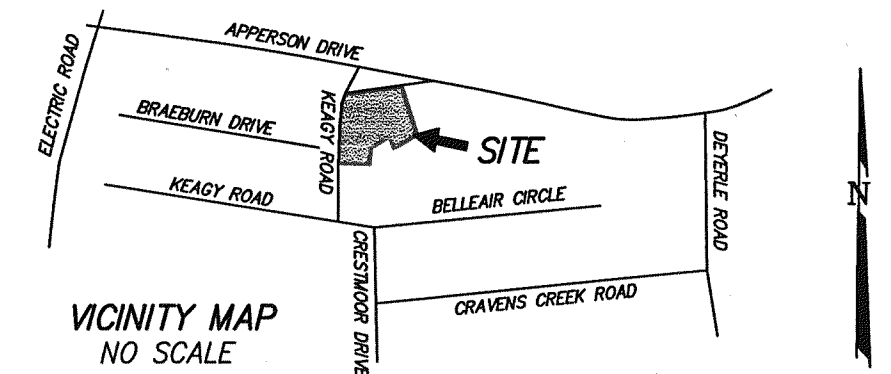 APPERSON DRIVE
ELECTRIC ROAD
BRAEBURN DRIVE
KEAGY ROAD
SITE
DEYERLE ROAD
KEAGY ROAD
BELLEAIR CIRCLE
N
CRESTMOOR DRIVE
CRAVENS CREEK ROAD
VICINITY MAP
NO SCALE